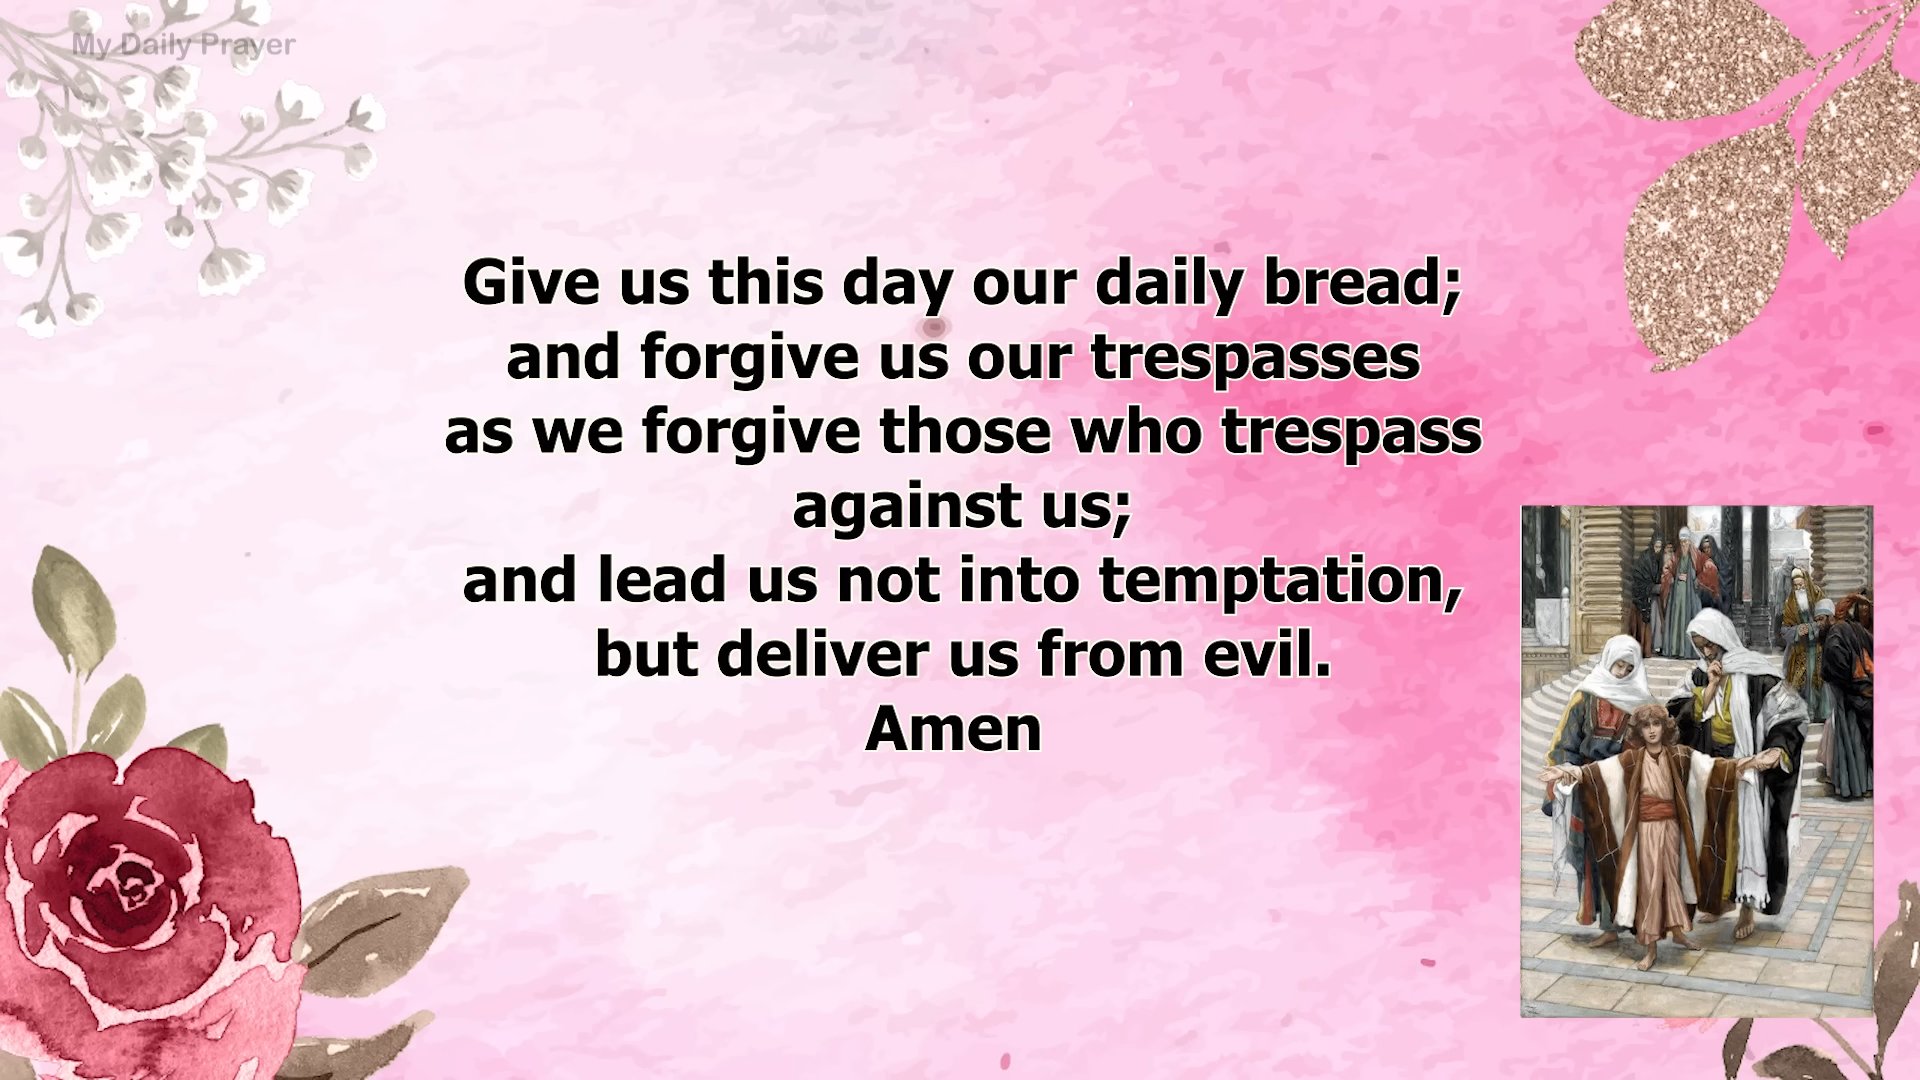 My Daily Prayer
Give us this day our daily bread;
and forgive us our trespasses
as we forgive those who trespass
against us;
and lead us not into temptation,
but deliver us from evil.
Amen